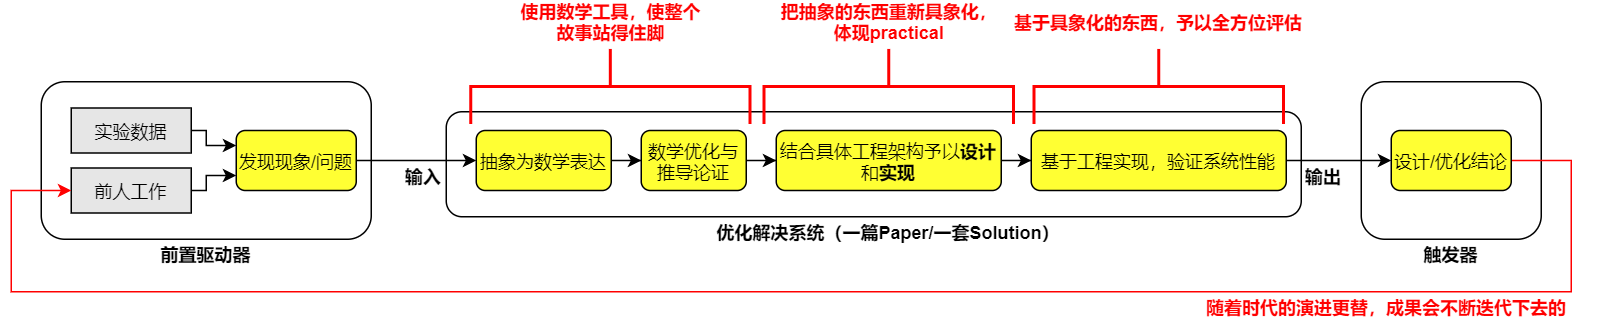 使用数学工具，使整个
故事站得住脚
把抽象的东西重新具象化，
体现practical
基于具象化的东西，予以全方位评估
实验数据
前人工作
发现现象/问题
前置驱动器
输入
抽象为数学表达
数学优化与
推导论证
结合具体工程架构予以设计
和实现
基于工程实现，验证系统性能
优化解决系统（一篇Paper/一套Solution）
输出
设计/优化结论
触发器
随着时代的演进更替，成果会不断迭代下去的